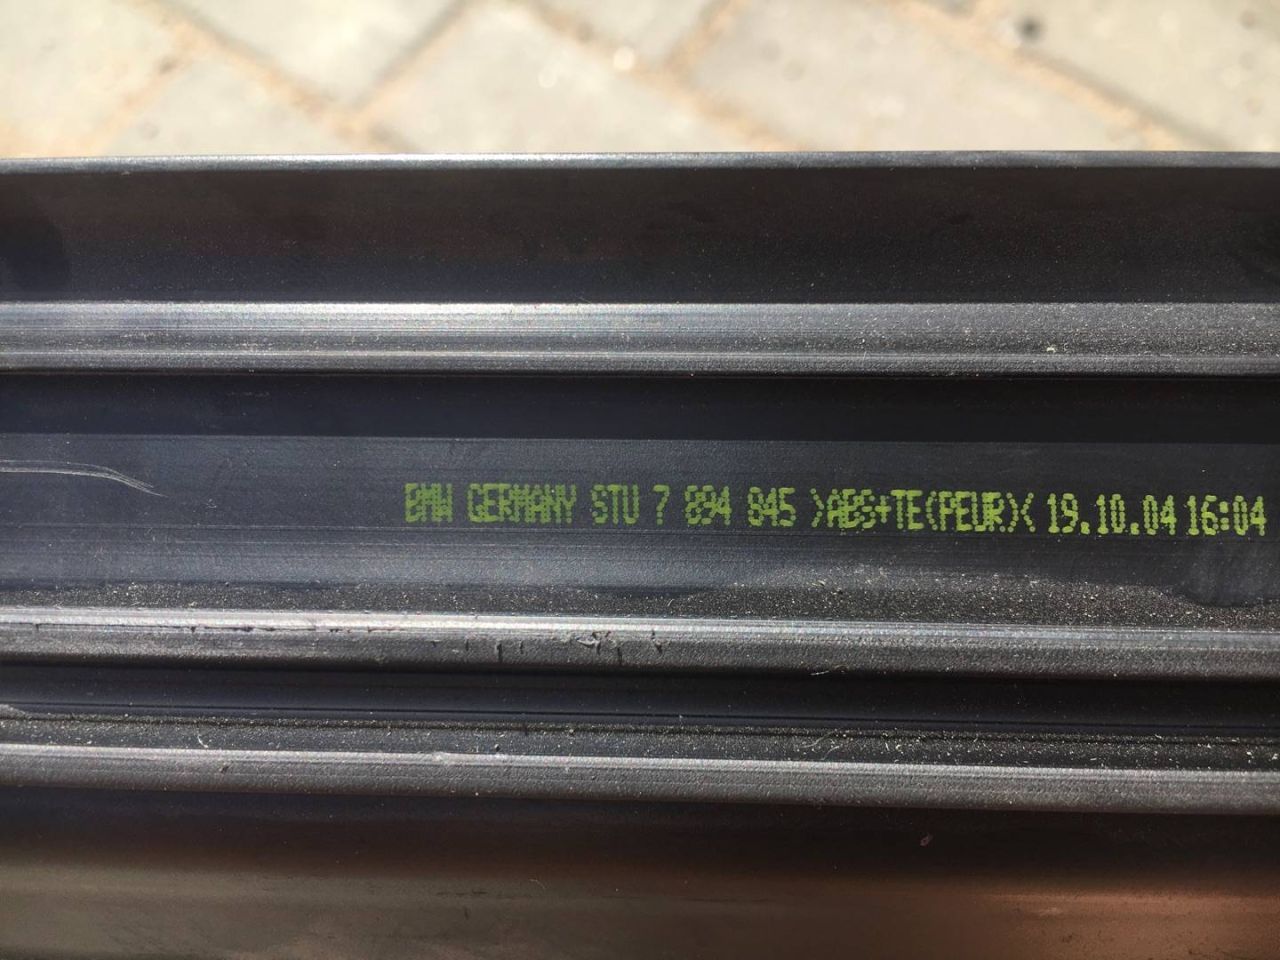 BMW GERMANY STU 7 894 845 >ABS+TE(PEUR)< 19.10.04 16:04